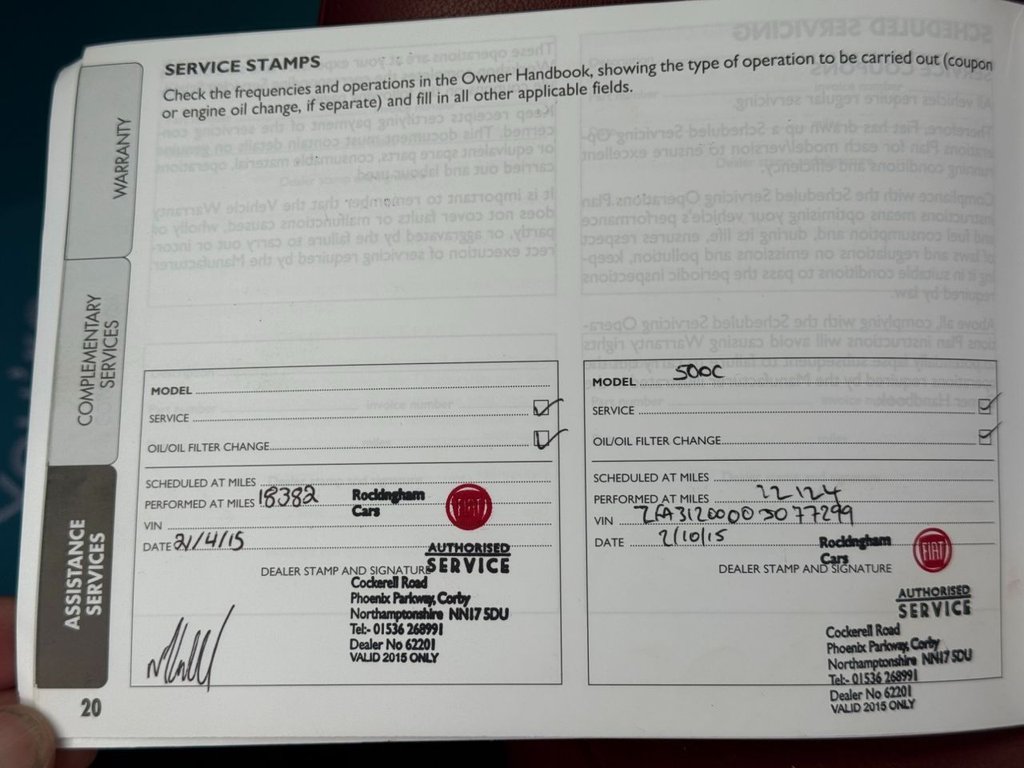 SERVICE STAMPS
Check the frequencies and operations in the Owner Handbook, showing the type of operation to be carried out (coupon
or engine oil change, if separate) and fill in all other applicable fields.
WARRANTY
COMPLEMENTARY
SERVICES
ASSISTANCE
SERVICES
MODEL
SERVICE
OIL/OIL FILTER CHANGE
SCHEDULED AT MILES
PERFORMED AT MILES 18382
VIN
DATE 21/4/15
Rockingham
Cars
FIAT
AUTHORISED
SERVICE
DEALER STAMP AND SIGNATURE
Cockerell Road
Phoenix Parkway, Corby
Northamptonshire NN17 5DU
Tel:- 01536 268991
Dealer No 62201
VALID 2015 ONLY
MODEL 500C
SERVICE
OIL/OIL FILTER CHANGE
SCHEDULED AT MILES
PERFORMED AT MILES 22124
VIN ZFA3120000J077299
DATE 2/10/15
Rockingham
Cars
FIAT
DEALER STAMP AND SIGNATURE
AUTHORISED
SERVICE
Cockerell Road
Phoenix Parkway, Corby
Northamptonshire NN17 5DU
Tel:- 01536 268991
Dealer No 62201
VALID 2015 ONLY
20